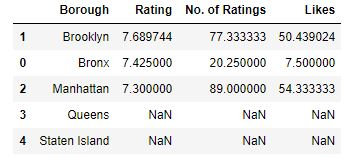 Borough Rating No. of Ratings Likes
1 Brooklyn 7.689744 77.333333 50.439024
0 Bronx 7.425000 20.250000 7.500000
2 Manhattan 7.300000 89.000000 54.333333
3 Queens NaN NaN NaN
4 Staten Island NaN NaN NaN